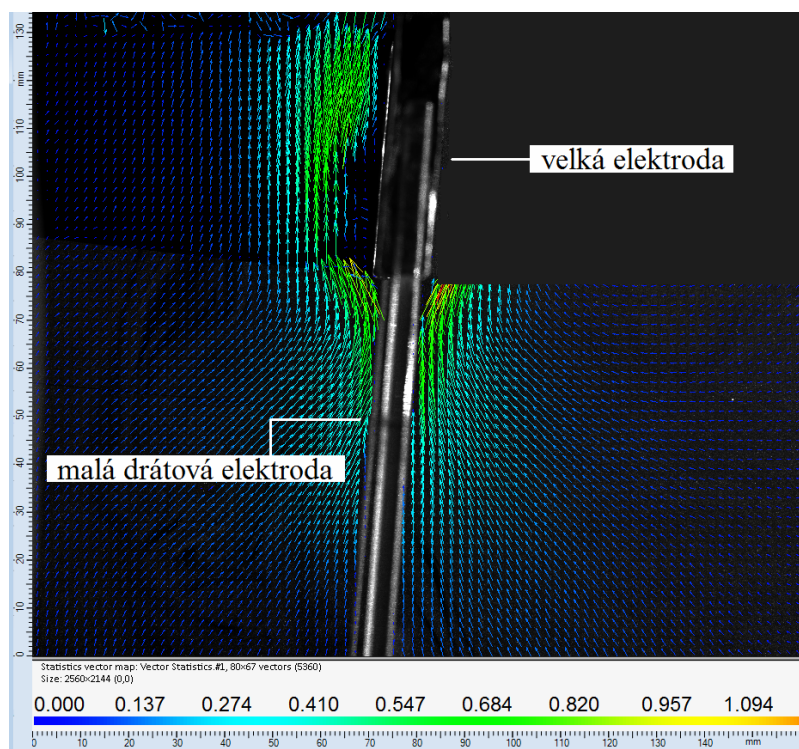 130
mm
110
100
90
80
70
60
50
40
30
20
10
0
velká elektroda
malá drátová elektroda
Statistics vector map: Vector Statistics.#1, 80×67 vectors (5360)
Size: 2560×2144 (0,0)
0.000 0.137 0.274 0.410 0.547 0.684 0.820 0.957 1.094
0 10 20 30 40 50 60 70 80 90 100 110 120 mm 140